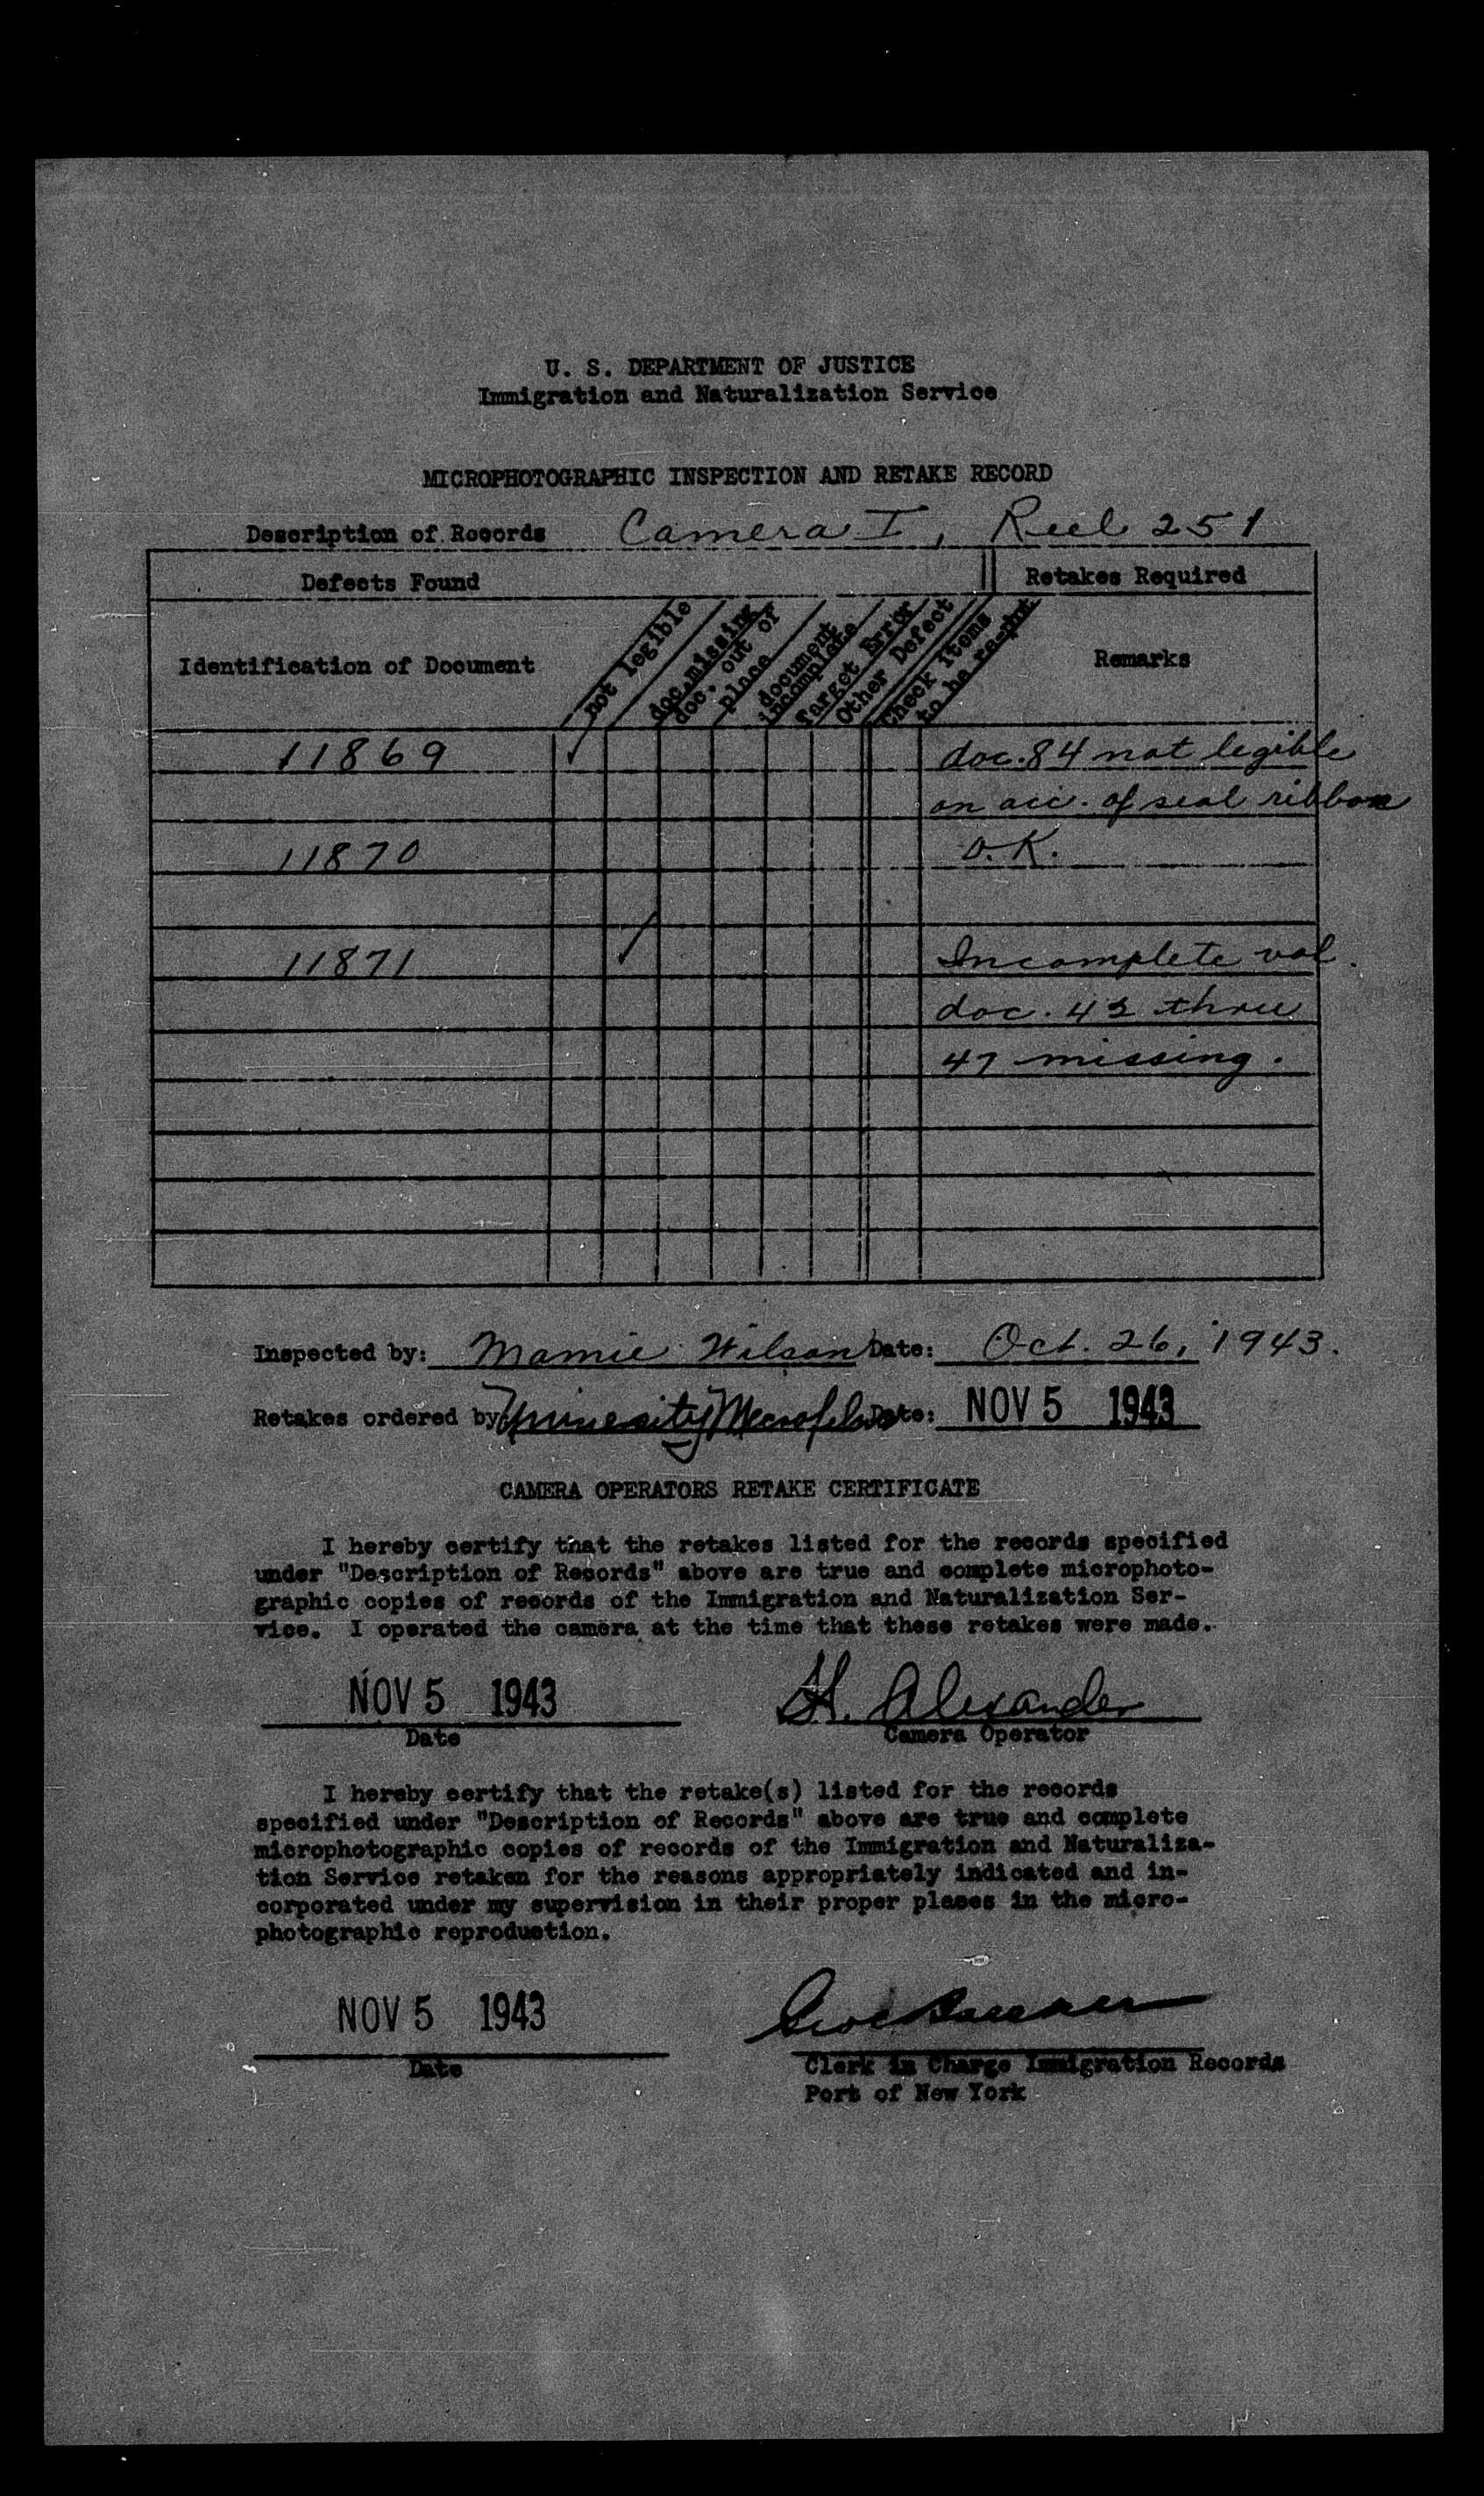 U. S. DEPARTMENT OF JUSTICE
Immigration and Naturalization Service
MICROPHOTOGRAPHIC INSPECTION AND RETAKE RECORD
Description of Records Camera I, Reel 251
Defects Found Retakes Required
Identification of Document
not legible
doc. missing
doc. out of
place
document
incomplete
Target Error
Other Defect
Check Items
to be re-pht
Remarks
11869 ✓ doc. 84 not legible
on acc. of seal ribbon
11870 O.K.
11871 ✓ Incomplete vol.
doc. 42 thru
47 missing.
Inspected by: Mamie Wilson Date: Oct. 26, 1943.
Retakes ordered by University Microfilms Date: NOV 5 1943
CAMERA OPERATORS RETAKE CERTIFICATE
I hereby certify that the retakes listed for the records specified
under "Description of Records" above are true and complete microphoto-
graphic copies of records of the Immigration and Naturalization Ser-
vice. I operated the camera at the time that these retakes were made.
NOV 5 1943 H. Alexander
Date Camera Operator
I hereby certify that the retake(s) listed for the records
specified under "Description of Records" above are true and complete
microphotographic copies of records of the Immigration and Naturaliza-
tion Service retaken for the reasons appropriately indicated and in-
corporated under my supervision in their proper places in the micro-
photographic reproduction.
NOV 5 1943
Date Clerk in Charge Immigration Records
Port of New York